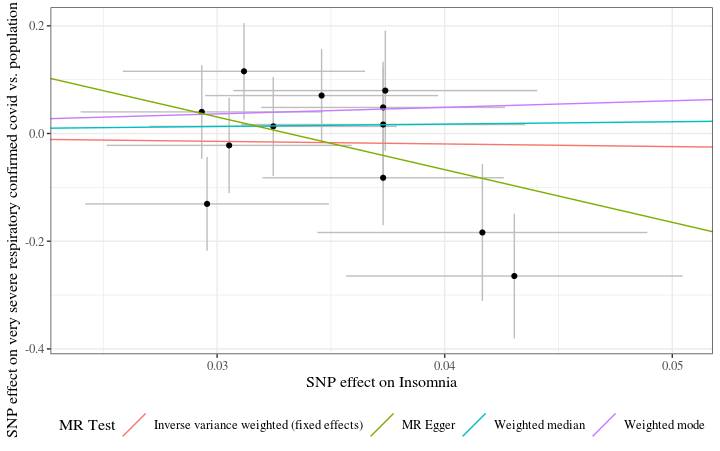 SNP effect on very severe respiratory confirmed covid vs. population
0.2
0.0
-0.2
-0.4
0.03
0.04
0.05
SNP effect on Insomnia
MR Test
Inverse variance weighted (fixed effects)
MR Egger
Weighted median
Weighted mode